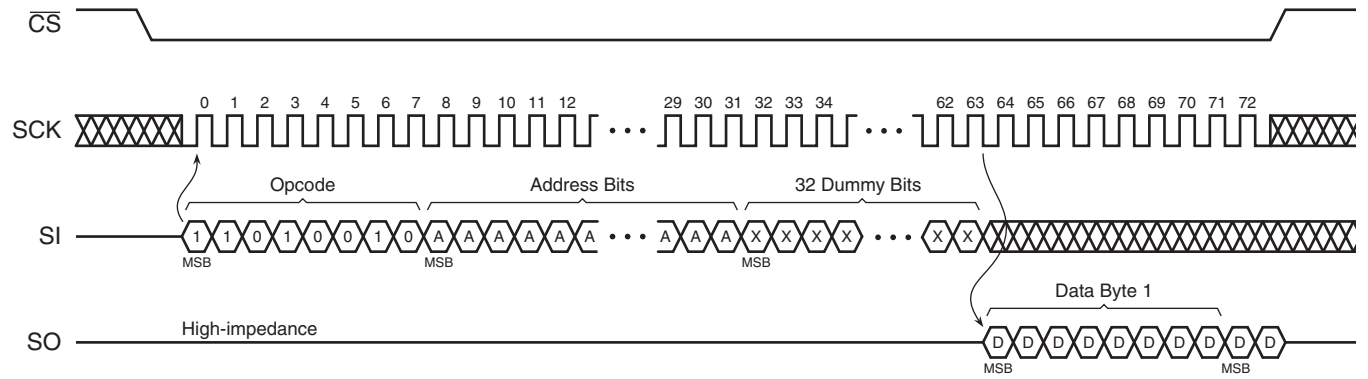 CS
0 1 2 3 4 5 6 7 8 9 10 11 12 29 30 31 32 33 34 62 63 64 65 66 67 68 69 70 71 72
SCK
Opcode Address Bits 32 Dummy Bits
SI 1 1 0 1 0 0 1 0 A A A A A A A A A X X X X X X
MSB MSB MSB
Data Byte 1
High-impedance
SO D D D D D D D D D D
MSB MSB